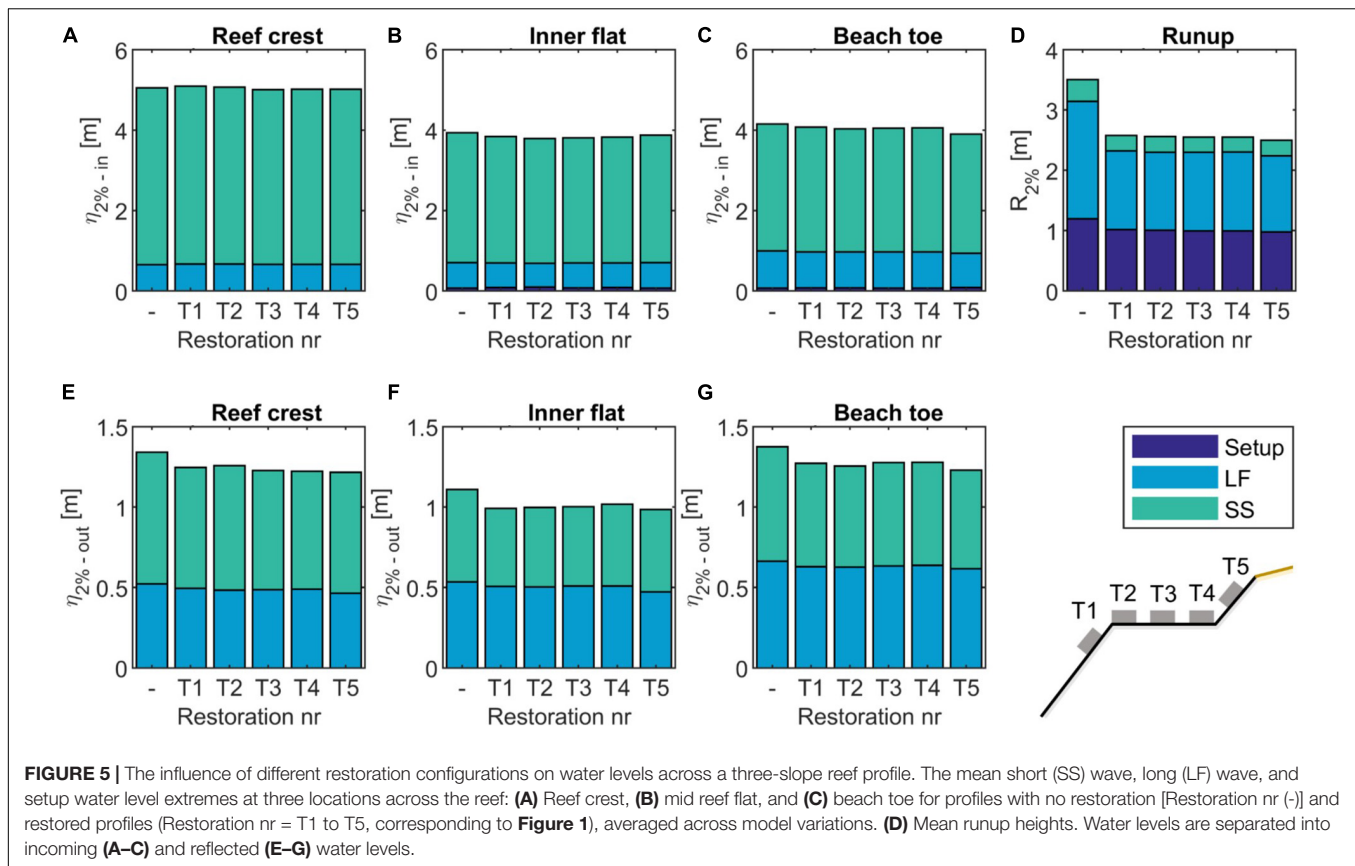 A
Reef crest
6
4
2
0
η2% - in [m]
- T1 T2 T3 T4 T5
Restoration nr
B
Inner flat
6
4
2
0
η2% - in [m]
- T1 T2 T3 T4 T5
Restoration nr
C
Beach toe
6
4
2
0
η2% - in [m]
- T1 T2 T3 T4 T5
Restoration nr
D
Runup
4
3
2
1
0
R2% [m]
- T1 T2 T3 T4 T5
Restoration nr
E
Reef crest
1.5
1
0.5
0
η2% - out [m]
- T1 T2 T3 T4 T5
Restoration nr
F
Inner flat
1.5
1
0.5
0
η2% - out [m]
- T1 T2 T3 T4 T5
Restoration nr
G
Beach toe
1.5
1
0.5
0
η2% - out [m]
- T1 T2 T3 T4 T5
Restoration nr
Setup
LF
SS
T1 T2 T3 T4 T5
FIGURE 5 | The influence of different restoration configurations on water levels across a three-slope reef profile. The mean short (SS) wave, long (LF) wave, and
setup water level extremes at three locations across the reef: (A) Reef crest, (B) mid reef flat, and (C) beach toe for profiles with no restoration [Restoration nr (-)] and
restored profiles (Restoration nr = T1 to T5, corresponding to Figure 1), averaged across model variations. (D) Mean runup heights. Water levels are separated into
incoming (A–C) and reflected (E–G) water levels.